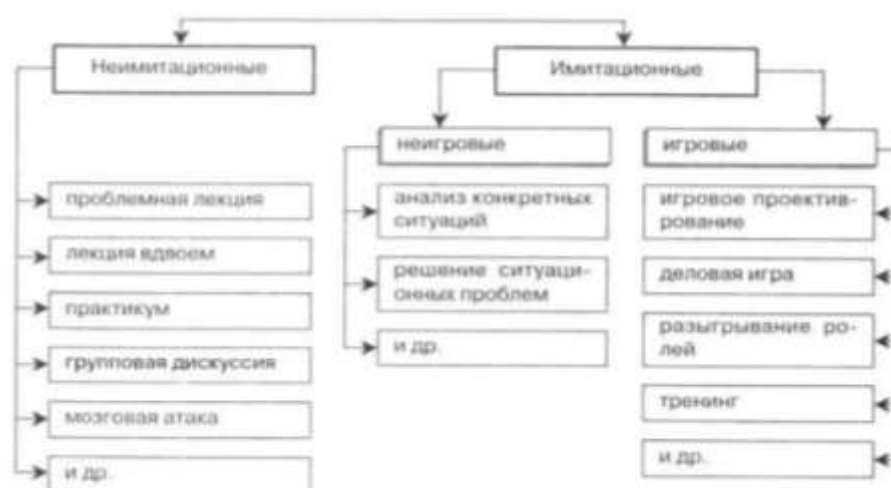 Неимитационные
Имитационные
неигровые
игровые
проблемная лекция
лекция вдвоем
практикум
групповая дискуссия
мозговая атака
и др.
анализ конкретных
ситуаций
решение ситуаци-
онных проблем
и др.
игровое проектив-
рование
деловая игра
разыгрывание ро-
лей
тренинг
и др.